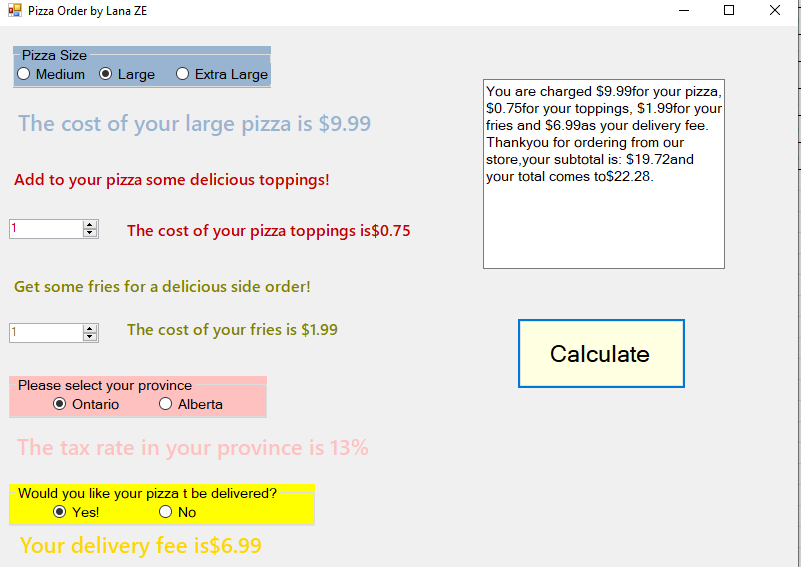 Pizza Order by Lana ZE
Pizza Size
Medium Large Extra Large
The cost of your large pizza is $9.99
Add to your pizza some delicious toppings!
1
The cost of your pizza toppings is$0.75
Get some fries for a delicious side order!
1
The cost of your fries is $1.99
Please select your province
Ontario Alberta
The tax rate in your province is 13%
Would you like your pizza t be delivered?
Yes! No
Your delivery fee is$6.99
You are charged $9.99for your pizza,
$0.75for your toppings, $1.99for your
fries and $6.99as your delivery fee.
Thankyou for ordering from our
store,your subtotal is: $19.72and
your total comes to$22.28.
Calculate